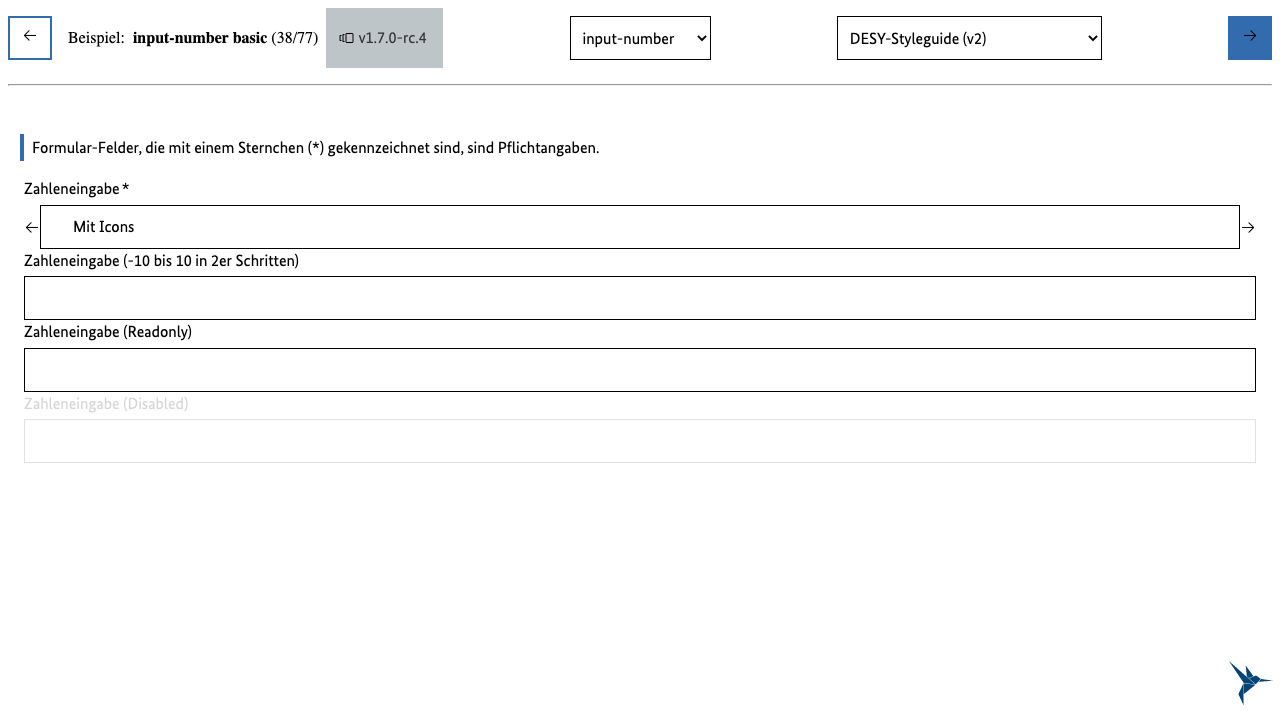 Beispiel: input-number basic (38/77) v1.7.0-rc.4 input-number DESY-Styleguide (v2)
Formular-Felder, die mit einem Sternchen (*) gekennzeichnet sind, sind Pflichtangaben.
Zahleneingabe*
Mit Icons
Zahleneingabe (-10 bis 10 in 2er Schritten)
Zahleneingabe (Readonly)
Zahleneingabe (Disabled)